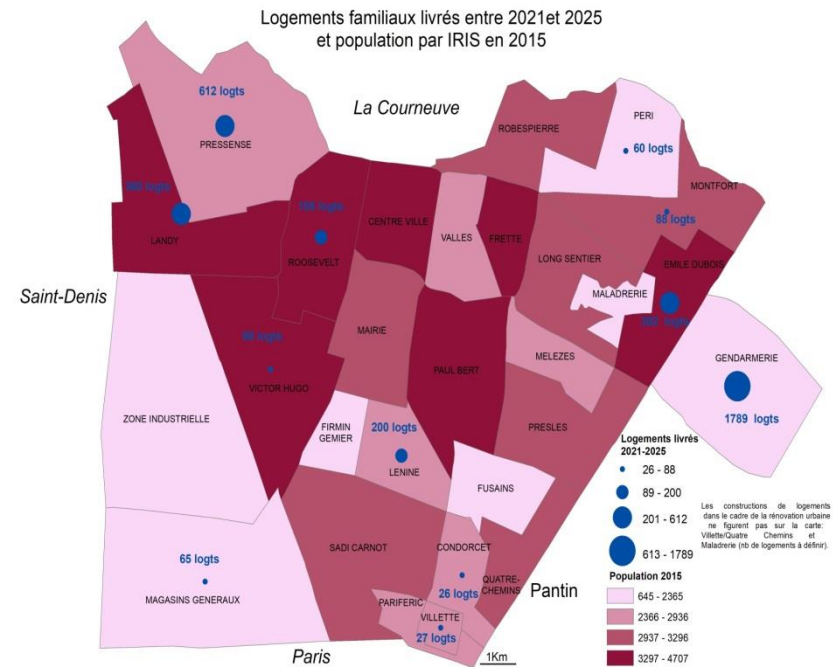 Logements familiaux livrés entre 2021et 2025
et population par IRIS en 2015
La Courneuve
612 logts
PRESSENSE
ROBESPIERRE
PERI
60 logts
MONTFORT
88 logts
logts
LANDY
logts
ROOSEVELT
CENTRE VILLE
VALLES
FRETTE
LONG SENTIER
EMILE DUBOIS
Saint-Denis
MALADRERIE
logts
MAIRIE
MELEZES
GENDARMERIE
logts
VICTOR HUGO
PAUL BERT
1789 logts
ZONE INDUSTRIELLE
FIRMIN
GEMIER
200 logts
LENINE
PRESLES
FUSAINS
Logements livrés
2021-2025
26 - 88
89 - 200
201 - 612
613 - 1789
Les constructions de logements
dans le cadre de la rénovation urbaine
ne figurent pas sur la carte:
Villette/Quatre Chemins et
Maladrerie (nb de logements à définir).
SADI CARNOT
CONDORCET
65 logts
MAGASINS GENERAUX
26 logts
QUATRE-
CHEMINS
Pantin
PARIFERIC
VILLETTE
27 logts
Population 2015
645 - 2365
2366 - 2936
2937 - 3296
3297 - 4707
Paris
1Km